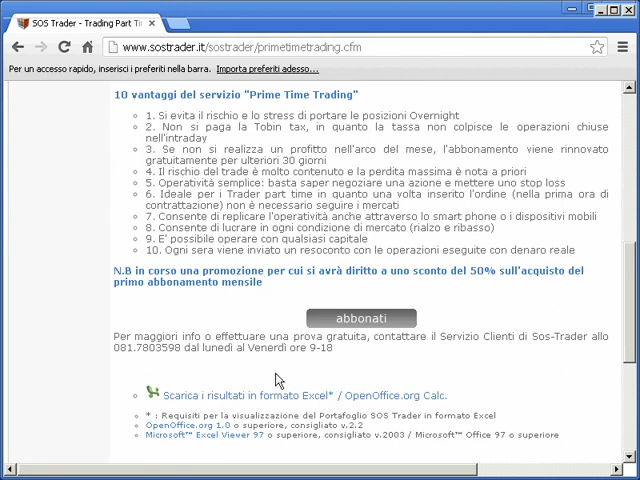 SOS Trader - Trading Part Ti
www.sostrader.it/sostrader/primetimetrading.cfm
Per un accesso rapido, inserisci i preferiti nella barra. Importa preferiti adesso...
10 vantaggi del servizio "Prime Time Trading"
1. Si evita il rischio e lo stress di portare le posizioni Overnight
2. Non si paga la Tobin tax, in quanto la tassa non colpisce le operazioni chiuse
nell'intraday
3. Se non si realizza un profitto nell'arco del mese, l'abbonamento viene rinnovato
gratuitamente per ulteriori 30 giorni
4. Il rischio del trade è molto contenuto e la perdita massima è nota a priori
5. Operatività semplice: basta saper negoziare una azione e mettere uno stop loss
6. Ideale per i Trader part time in quanto una volta inserito l'ordine (nella prima ora di
contrattazione) non è necessario seguire i mercati
7. Consente di replicare l'operatività anche attraverso lo smart phone o i dispositivi mobili
8. Consente di lucrare in ogni condizione di mercato (rialzo e ribasso)
9. E' possibile operare con qualsiasi capitale
10. Ogni sera viene inviato un resoconto con le operazioni eseguite con denaro reale
N.B in corso una promozione per cui si avrà diritto a uno sconto del 50% sull'acquisto del
primo abbonamento mensile
abbonati
Per maggiori info o effettuare una prova gratuita, contattare il Servizio Clienti di Sos-Trader allo
081.7803598 dal lunedì al Venerdì ore 9-18
Scarica i risultati in formato Excel* / OpenOffice.org Calc.
* : Requisiti per la visualizzazione del Portafoglio SOS Trader in formato Excel
OpenOffice.org 1.0 o superiore, consigliato v.2.2
Microsoft™ Excel Viewer 97 o superiore, consigliato v.2003 / Microsoft™ Office 97 o superiore